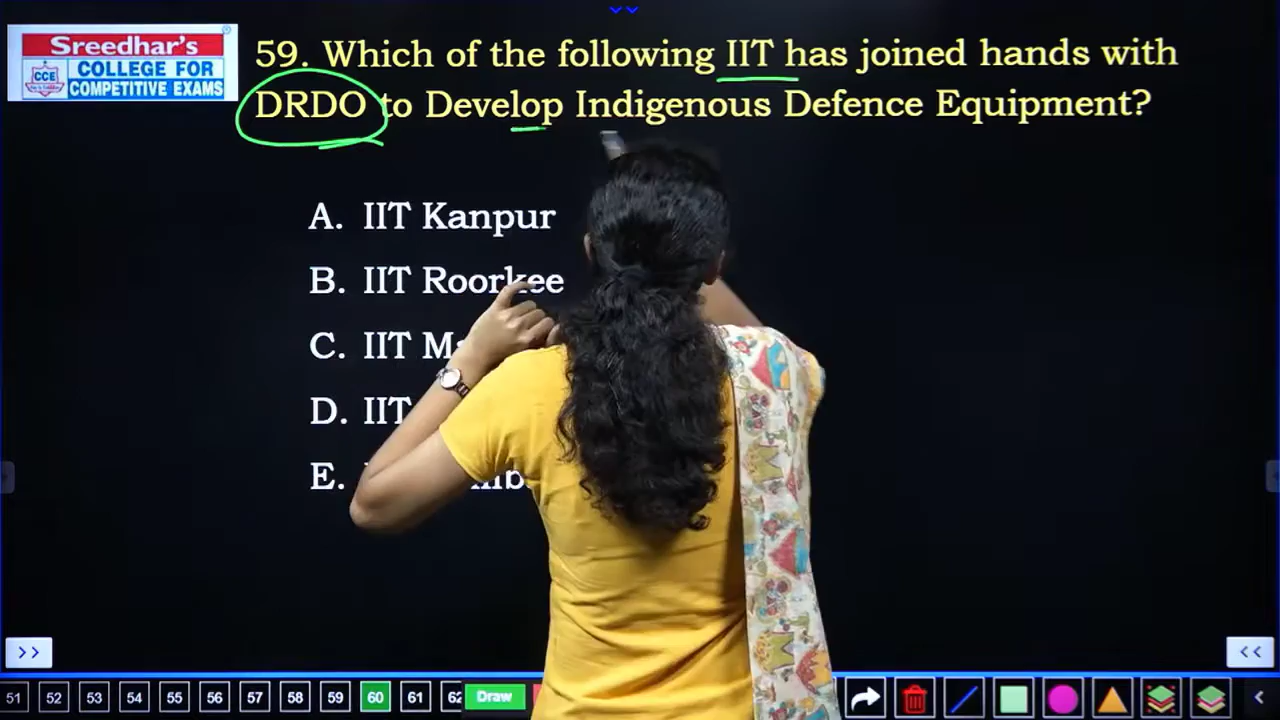 Sreedhar's
CCE
COLLEGE FOR
COMPETITIVE EXAMS
59. Which of the following IIT has joined hands with
DRDO to Develop Indigenous Defence Equipment?
A. IIT Kanpur
B. IIT Roorkee
C. IIT
D. IIT
E.
>>
<<
51 52 53 54 55 56 57 58 59 60 61 62 Draw